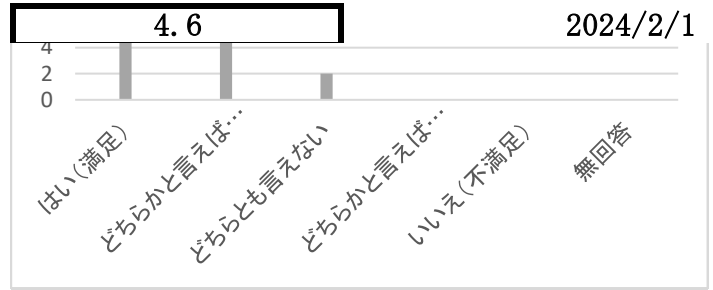 4.6
2024/2/1
4
2
0
はい（満足）
どちらかと言えば…
どちらとも言えない
どちらかと言えば…
いいえ（不満足）
無回答